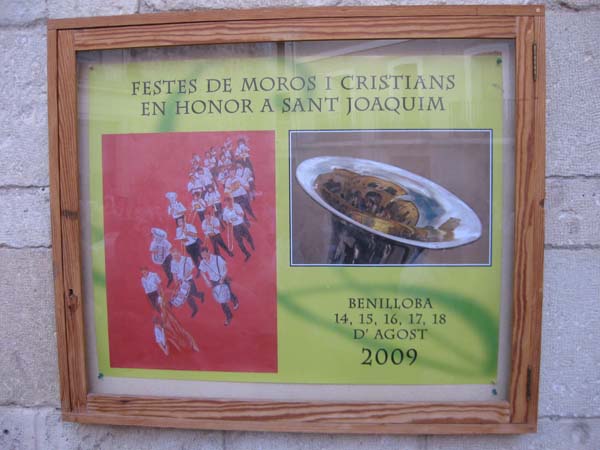 FESTES DE MOROS I CRISTIANS
EN HONOR A SANT JOAQUIM
BENILLOBA
14, 15, 16, 17, 18
D' AGOST
2009